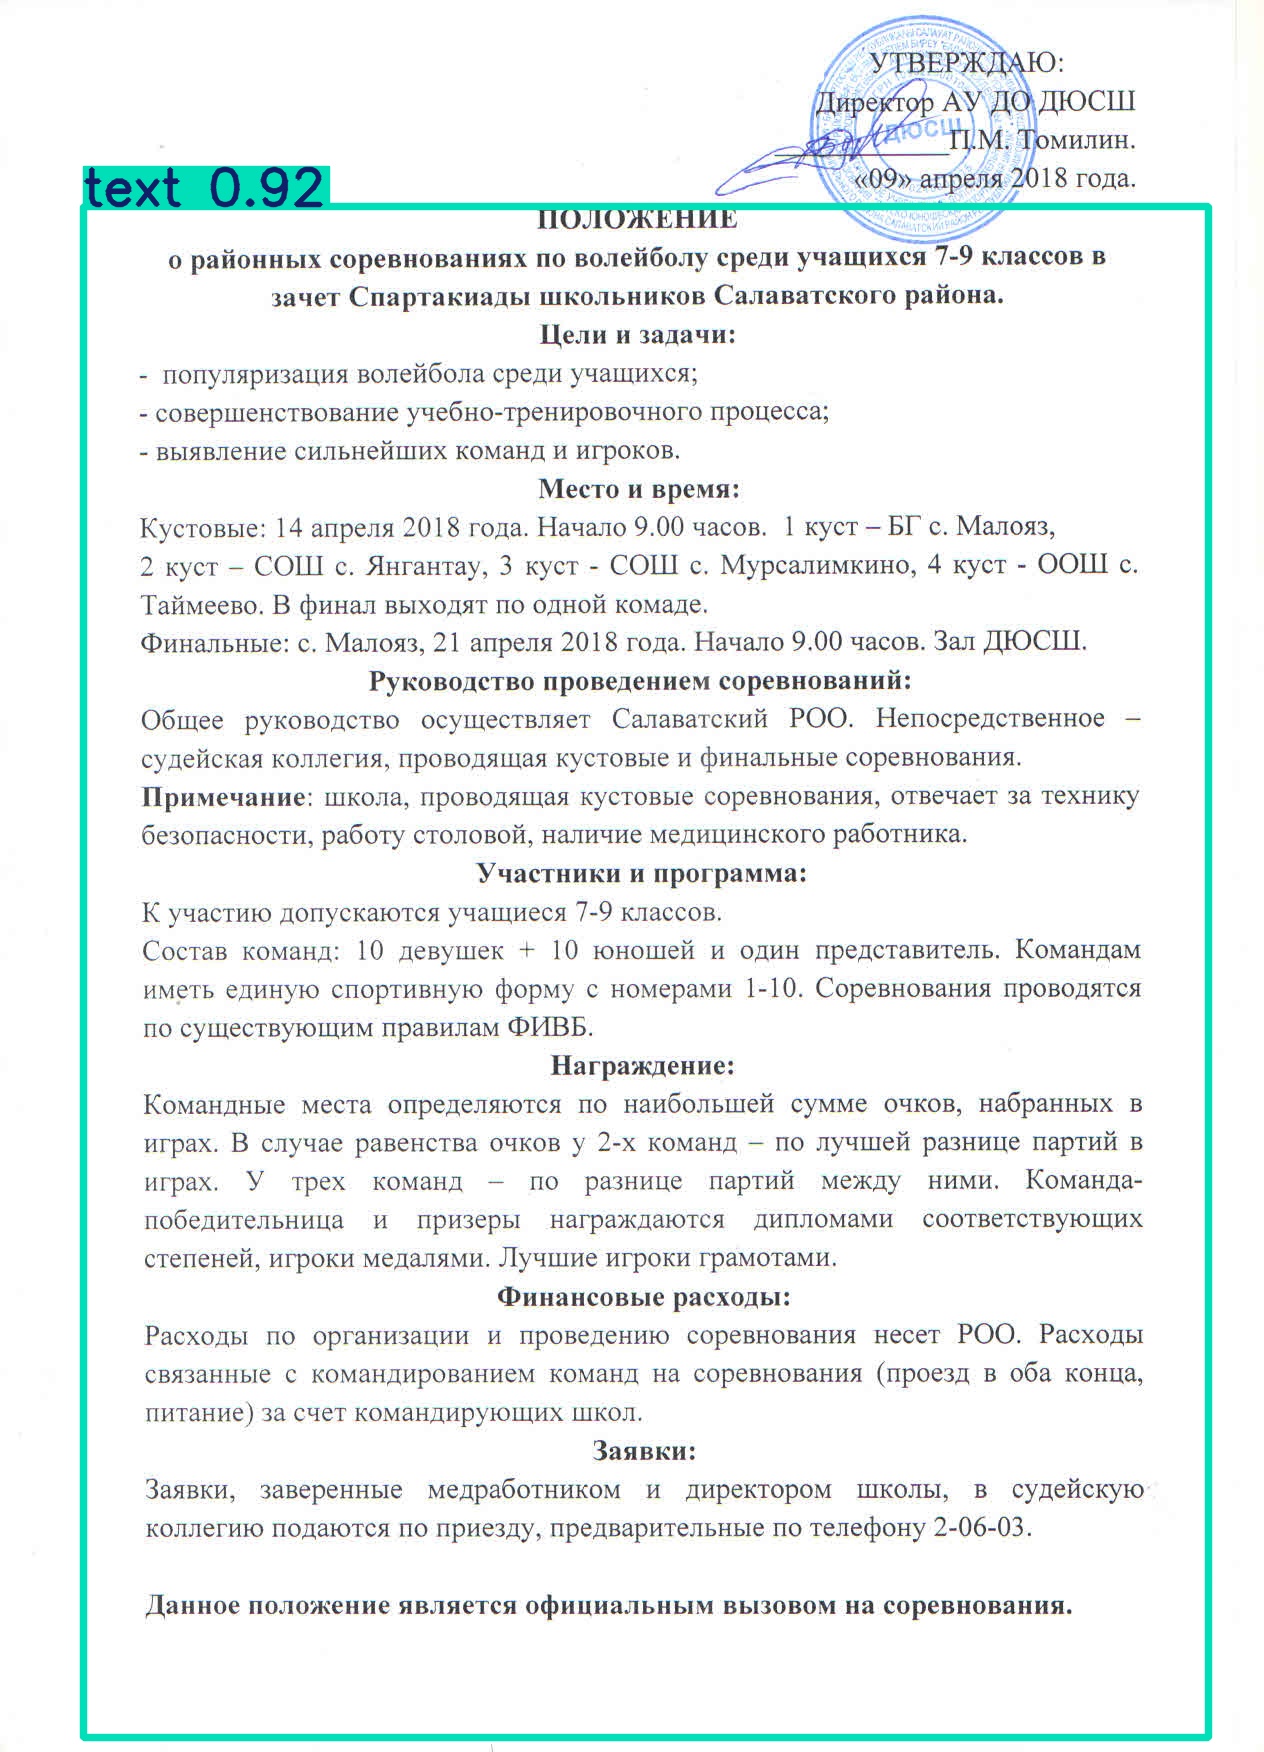 УТВЕРЖДАЮ:
Директор АУ ДО ДЮСШ
ДЮСШ
П.М. Томилин.
«09» апреля 2018 года.
text 0.92
ПОЛОЖЕНИЕ
о районных соревнованиях по волейболу среди учащихся 7-9 классов в
зачет Спартакиады школьников Салаватского района.
Цели и задачи:
- популяризация волейбола среди учащихся;
- совершенствование учебно-тренировочного процесса;
- выявление сильнейших команд и игроков.
Место и время:
Кустовые: 14 апреля 2018 года. Начало 9.00 часов. 1 куст – БГ с. Малояз,
2 куст – СОШ с. Янгантау, 3 куст - СОШ с. Мурсалимкино, 4 куст - ООШ с.
Таймеево. В финал выходят по одной комаде.
Финальные: с. Малояз, 21 апреля 2018 года. Начало 9.00 часов. Зал ДЮСШ.
Руководство проведением соревнований:
Общее руководство осуществляет Салаватский РОО. Непосредственное –
судейская коллегия, проводящая кустовые и финальные соревнования.
Примечание: школа, проводящая кустовые соревнования, отвечает за технику
безопасности, работу столовой, наличие медицинского работника.
Участники и программа:
К участию допускаются учащиеся 7-9 классов.
Состав команд: 10 девушек + 10 юношей и один представитель. Командам
иметь единую спортивную форму с номерами 1-10. Соревнования проводятся
по существующим правилам ФИВБ.
Награждение:
Командные места определяются по наибольшей сумме очков, набранных в
играх. В случае равенства очков у 2-х команд – по лучшей разнице партий в
играх. У трех команд – по разнице партий между ними. Команда-
победительница и призеры награждаются дипломами соответствующих
степеней, игроки медалями. Лучшие игроки грамотами.
Финансовые расходы:
Расходы по организации и проведению соревнования несет РОО. Расходы
связанные с командированием команд на соревнования (проезд в оба конца,
питание) за счет командирующих школ.
Заявки:
Заявки, заверенные медработником и директором школы, в судейскую
коллегию подаются по приезду, предварительные по телефону 2-06-03.
Данное положение является официальным вызовом на соревнования.